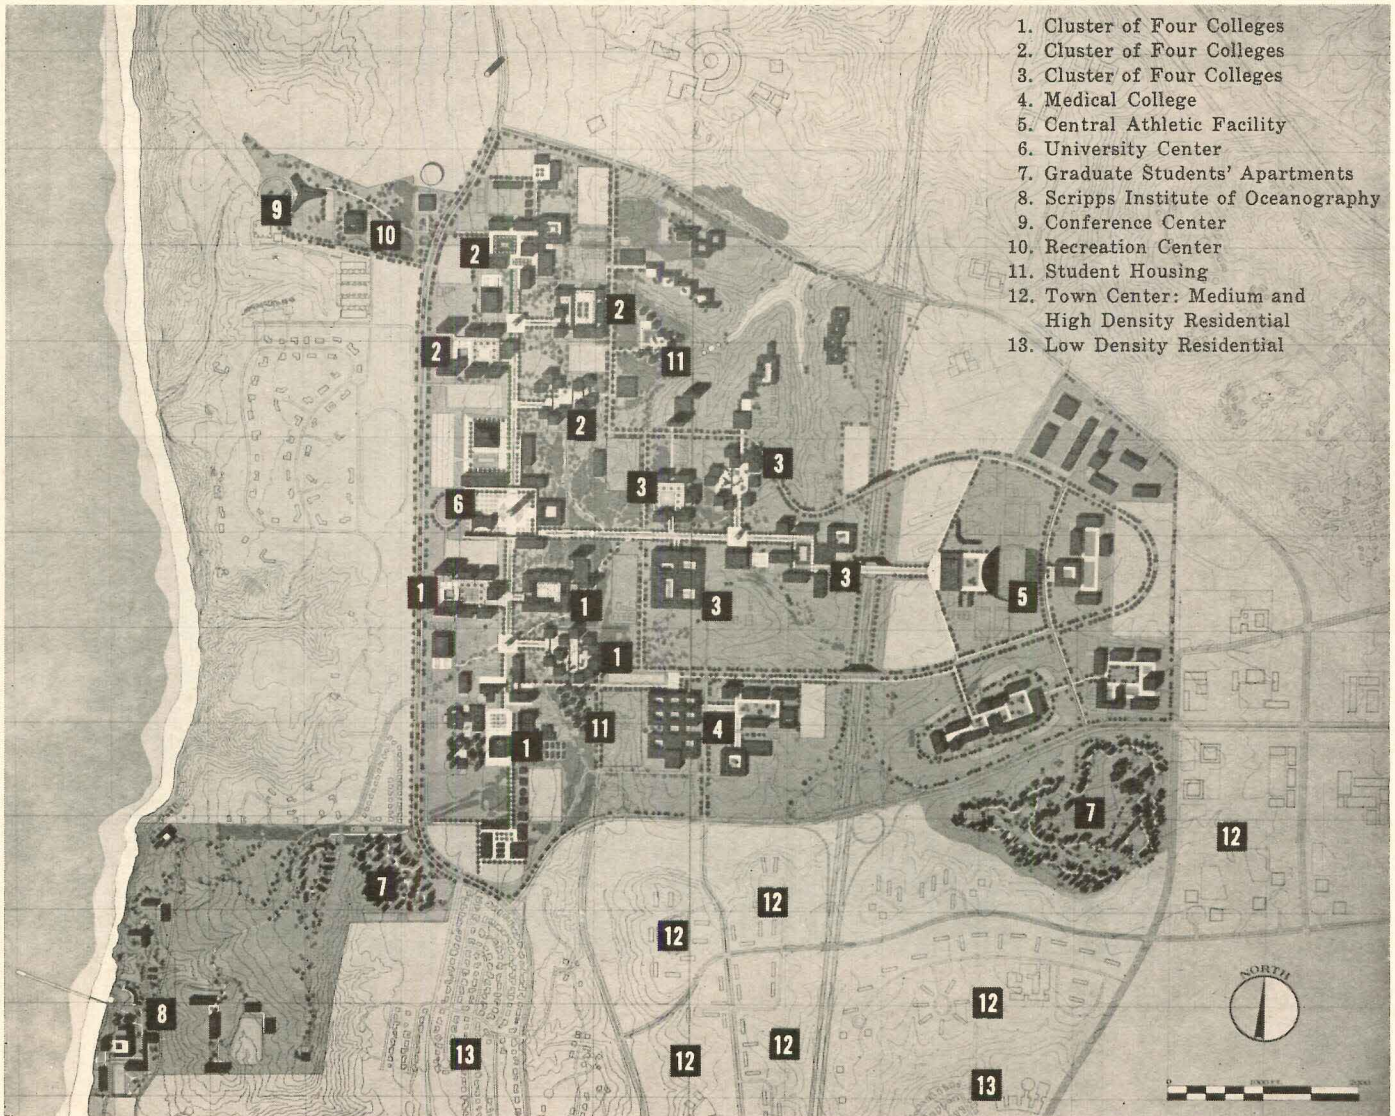 1. Cluster of Four Colleges
2. Cluster of Four Colleges
3. Cluster of Four Colleges
4. Medical College
5. Central Athletic Facility
6. University Center
7. Graduate Students' Apartments
8. Scripps Institute of Oceanography
9. Conference Center
10. Recreation Center
11. Student Housing
12. Town Center: Medium and
High Density Residential
13. Low Density Residential
9
10
2
2
2
11
2
3
3
6
1
1
3
3
5
1
11
4
1
7
12
7
12
12
8
13
12
12
12
13
NORTH
0 1000 FT. 2000